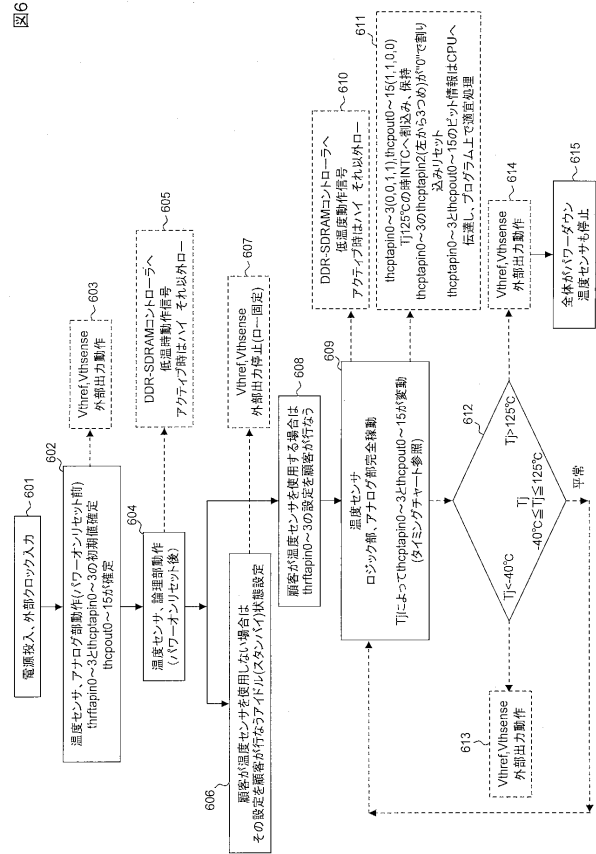 図6
601
電源投入、外部クロック入力
602
温度センサ、アナログ部動作(パワーオンリセット前)
thrftapin0～3とthcptapin0～3の初期値確定
thcpout0～15が確定
603
Vthref,Vthsense
外部出力動作
604
温度センサ、論理部動作
(パワーオンリセット後)
605
DDR-SDRAMコントローラへ
低温時動作信号
アクティブ時はハイ それ以外ロー
606
顧客が温度センサを使用しない場合は
その設定を顧客が行なうアイドル(スタンバイ)状態設定
607
Vthref,Vthsense
外部出力停止(ロー固定)
608
顧客が温度センサを使用する場合は
thrftapin0～3の設定を顧客が行なう
609
温度センサ
ロジック部、アナログ部完全稼動
Tjによってthcptapin0～3とthcpout0～15が変動
(タイミングチャート参照)
610
DDR-SDRAMコントローラへ
低温度動作信号
アクティブ時はハイ それ以外ロー
611
thcptapin0～3(0,0,1,1),thcpout0～15(1,1,0,0)
Tj125℃の時INTCへ割込み、保持
thcptapin0～3のthcptapin2(左から3つめ)が"0"で割り
込みリセット
thcptapin0～3とthcpout0～15のビット情報はCPUへ
伝達し、プログラム上で適宜処理
612
Tj<-40℃
Tj
-40℃≦Tj≦125℃
Tj>125℃
平常
613
Vthref,Vthsense
外部出力動作
614
Vthref,Vthsense
外部出力動作
615
全体がパワーダウン
温度センサも停止